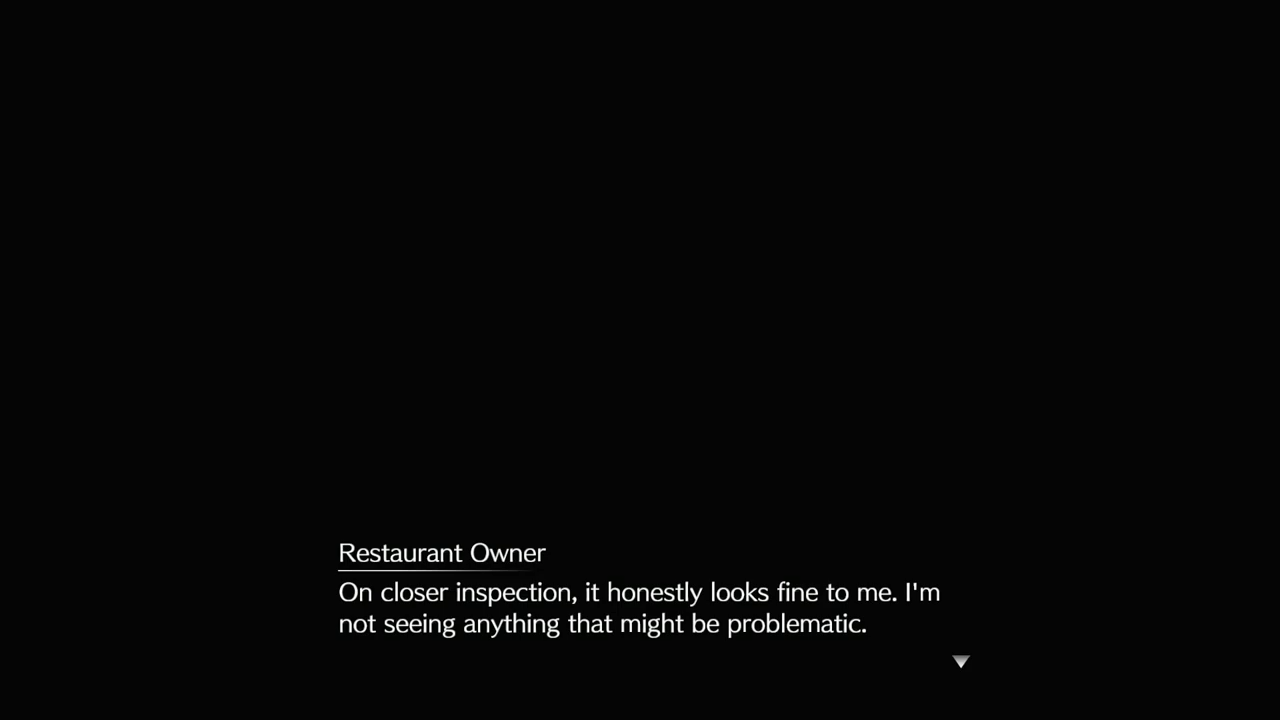 Restaurant Owner
On closer inspection, it honestly looks fine to me. I'm
not seeing anything that might be problematic.